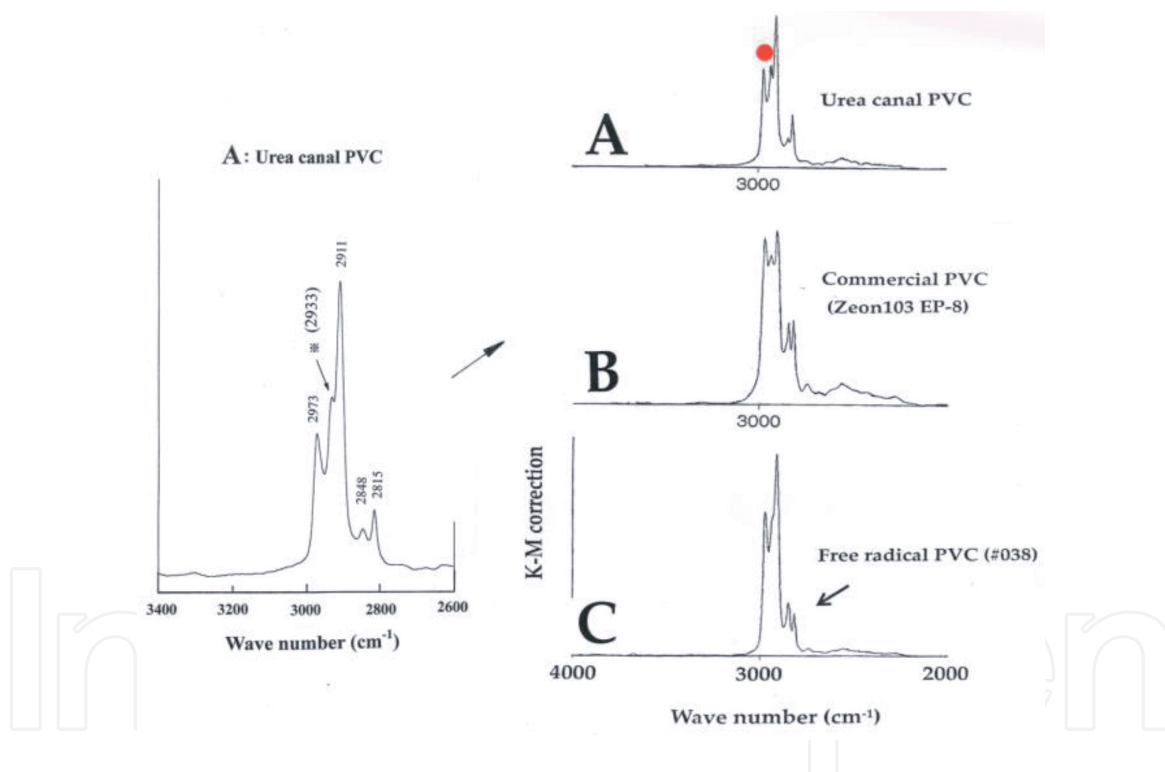 A: Urea canal PVC
2973
※ (2933)
2911
2848
2815
3400 3200 3000 2800 2600
Wave number (cm-1)
A
Urea canal PVC
3000
B
Commercial PVC
(Zeon103 EP-8)
3000
K-M correction
C
Free radical PVC (#038)
4000 3000 2000
Wave number (cm-1)